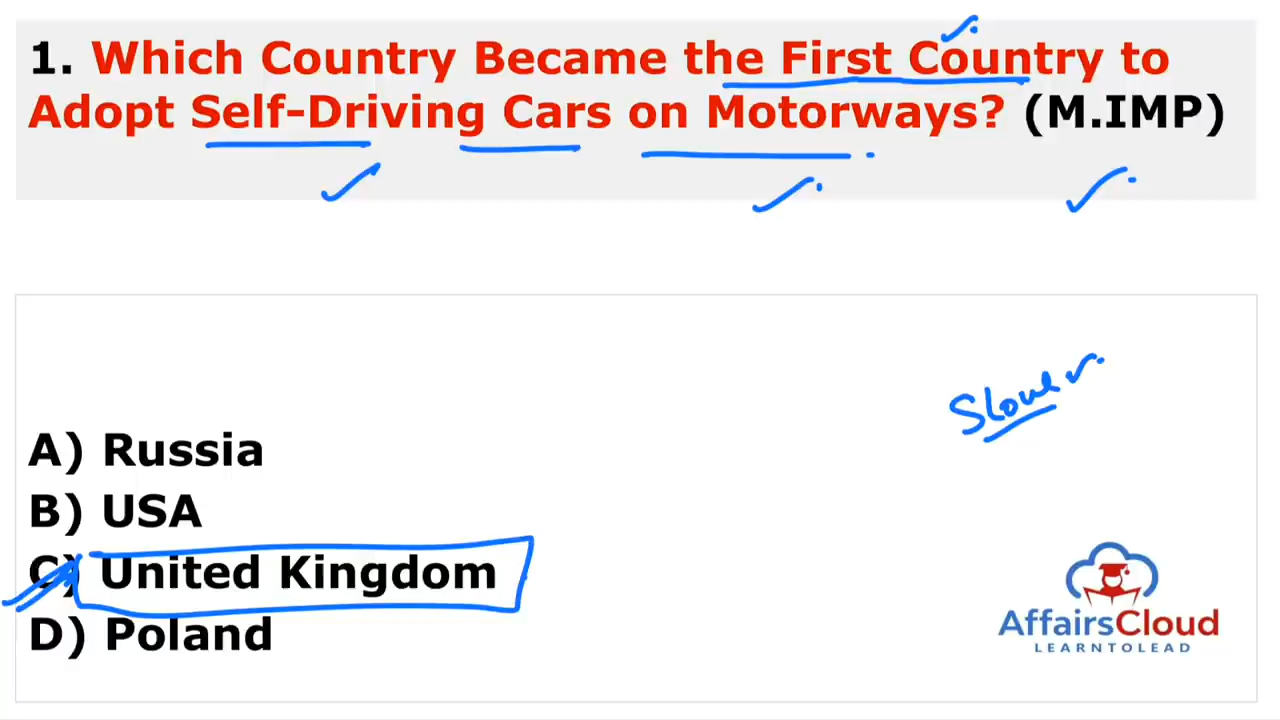 1. Which Country Became the First Country to
Adopt Self-Driving Cars on Motorways? (M.IMP)
A) Russia
B) USA
C) United Kingdom
D) Poland
AffairsCloud
LEARNTOLEAD